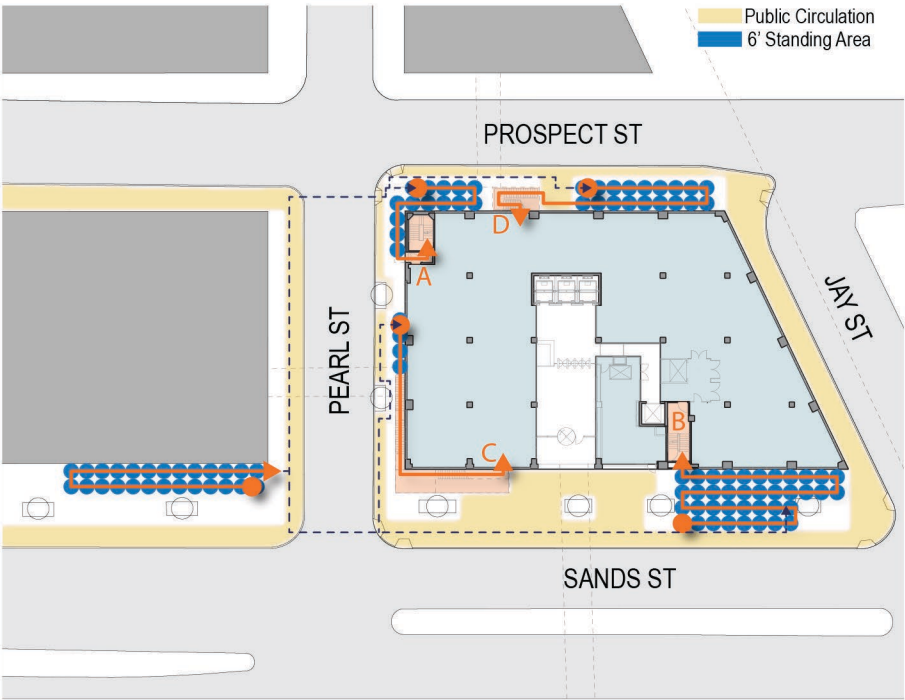 Public Circulation
6' Standing Area
PROSPECT ST
D
A
JAY ST
PEARL ST
B
C
SANDS ST